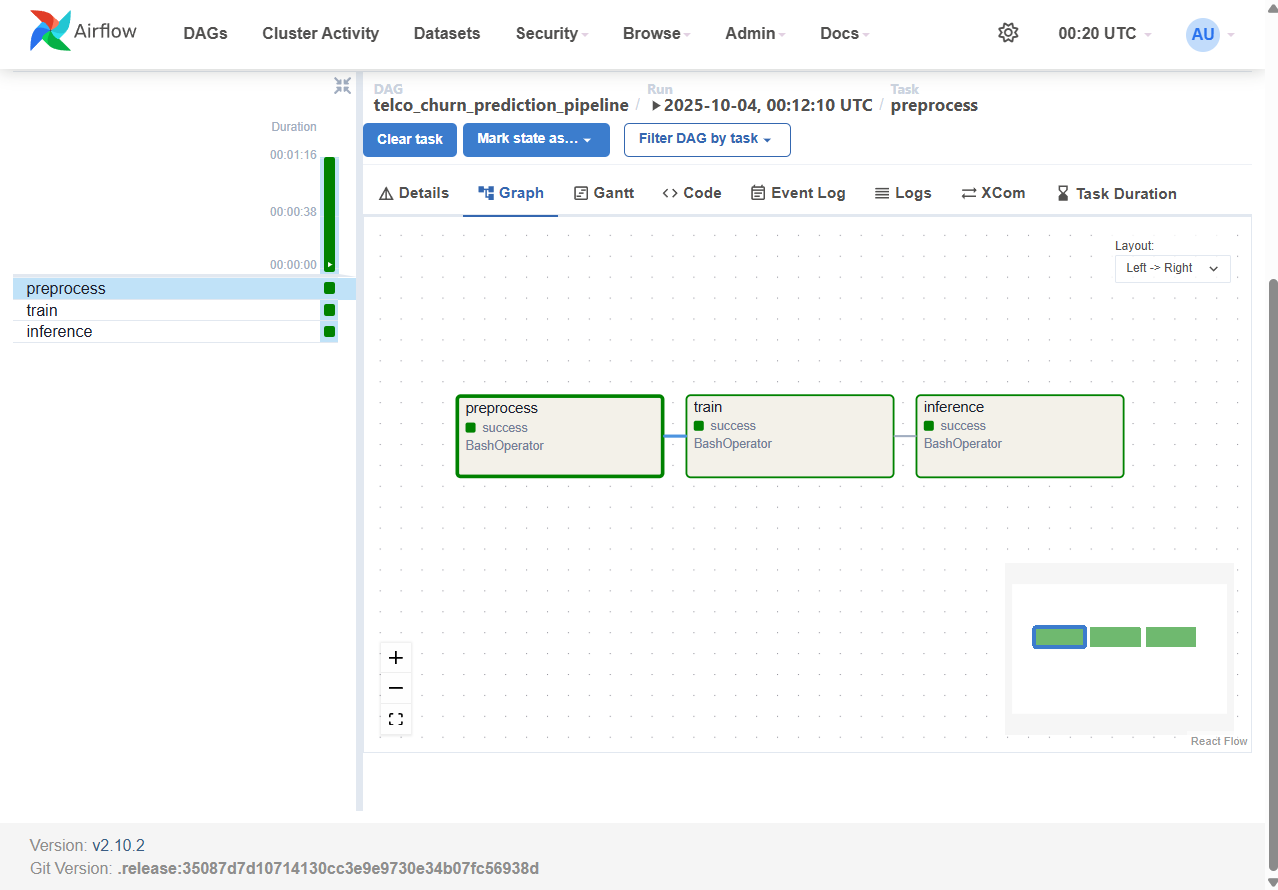 Airflow
DAGs Cluster Activity Datasets Security Browse Admin Docs 00:20 UTC AU
DAG Run Task
telco_churn_prediction_pipeline / 2025-10-04, 00:12:10 UTC / preprocess
Clear task Mark state as... Filter DAG by task
Duration
00:01:16
00:00:38
00:00:00
preprocess
train
inference
Details Graph Gantt Code Event Log Logs XCom Task Duration
Layout:
Left -> Right
preprocess
success
BashOperator
train
success
BashOperator
inference
success
BashOperator
React Flow
Version: v2.10.2
Git Version: .release:35087d7d10714130cc3e9e9730e34b07fc56938d